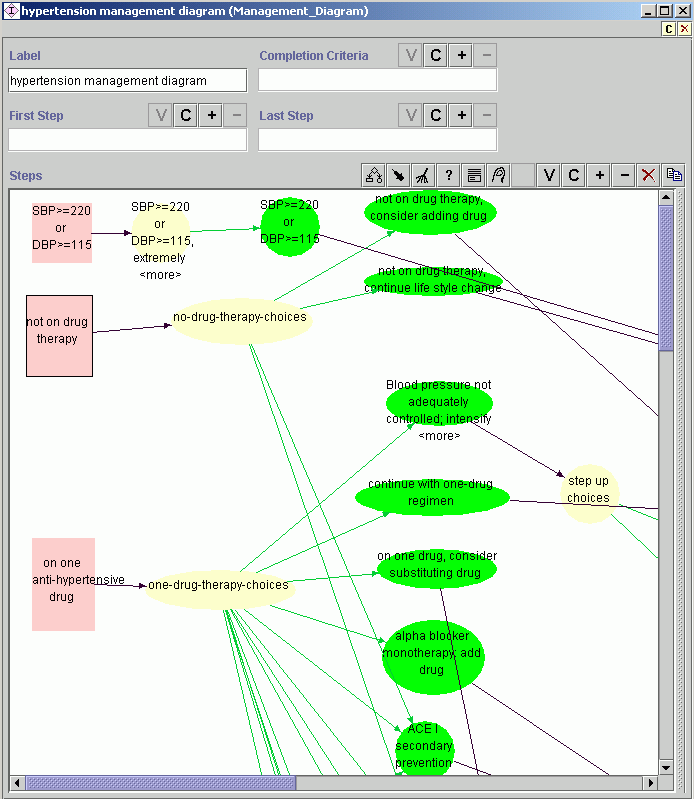 hypertension management diagram (Management_Diagram)
C
Label
Completion Criteria
V C + −
hypertension management diagram
First Step
V C + −
Last Step
V C + −
Steps
? V C + −
SBP>=220
or
DBP>=115
SBP>=220
or
DBP>=115,
extremely
<more>
SBP>=220
or
DBP>=115
not on drug therapy,
consider adding drug
not on drug therapy,
continue life style change
not on drug
therapy
no-drug-therapy-choices
Blood pressure not
adequately
controlled; intensify
<more>
step up
choices
continue with one-drug
regimen
on one
anti-hypertensive
drug
one-drug-therapy-choices
on one drug, consider
substituting drug
alpha blocker
monotherapy, add
drug
ACE I
secondary
prevention